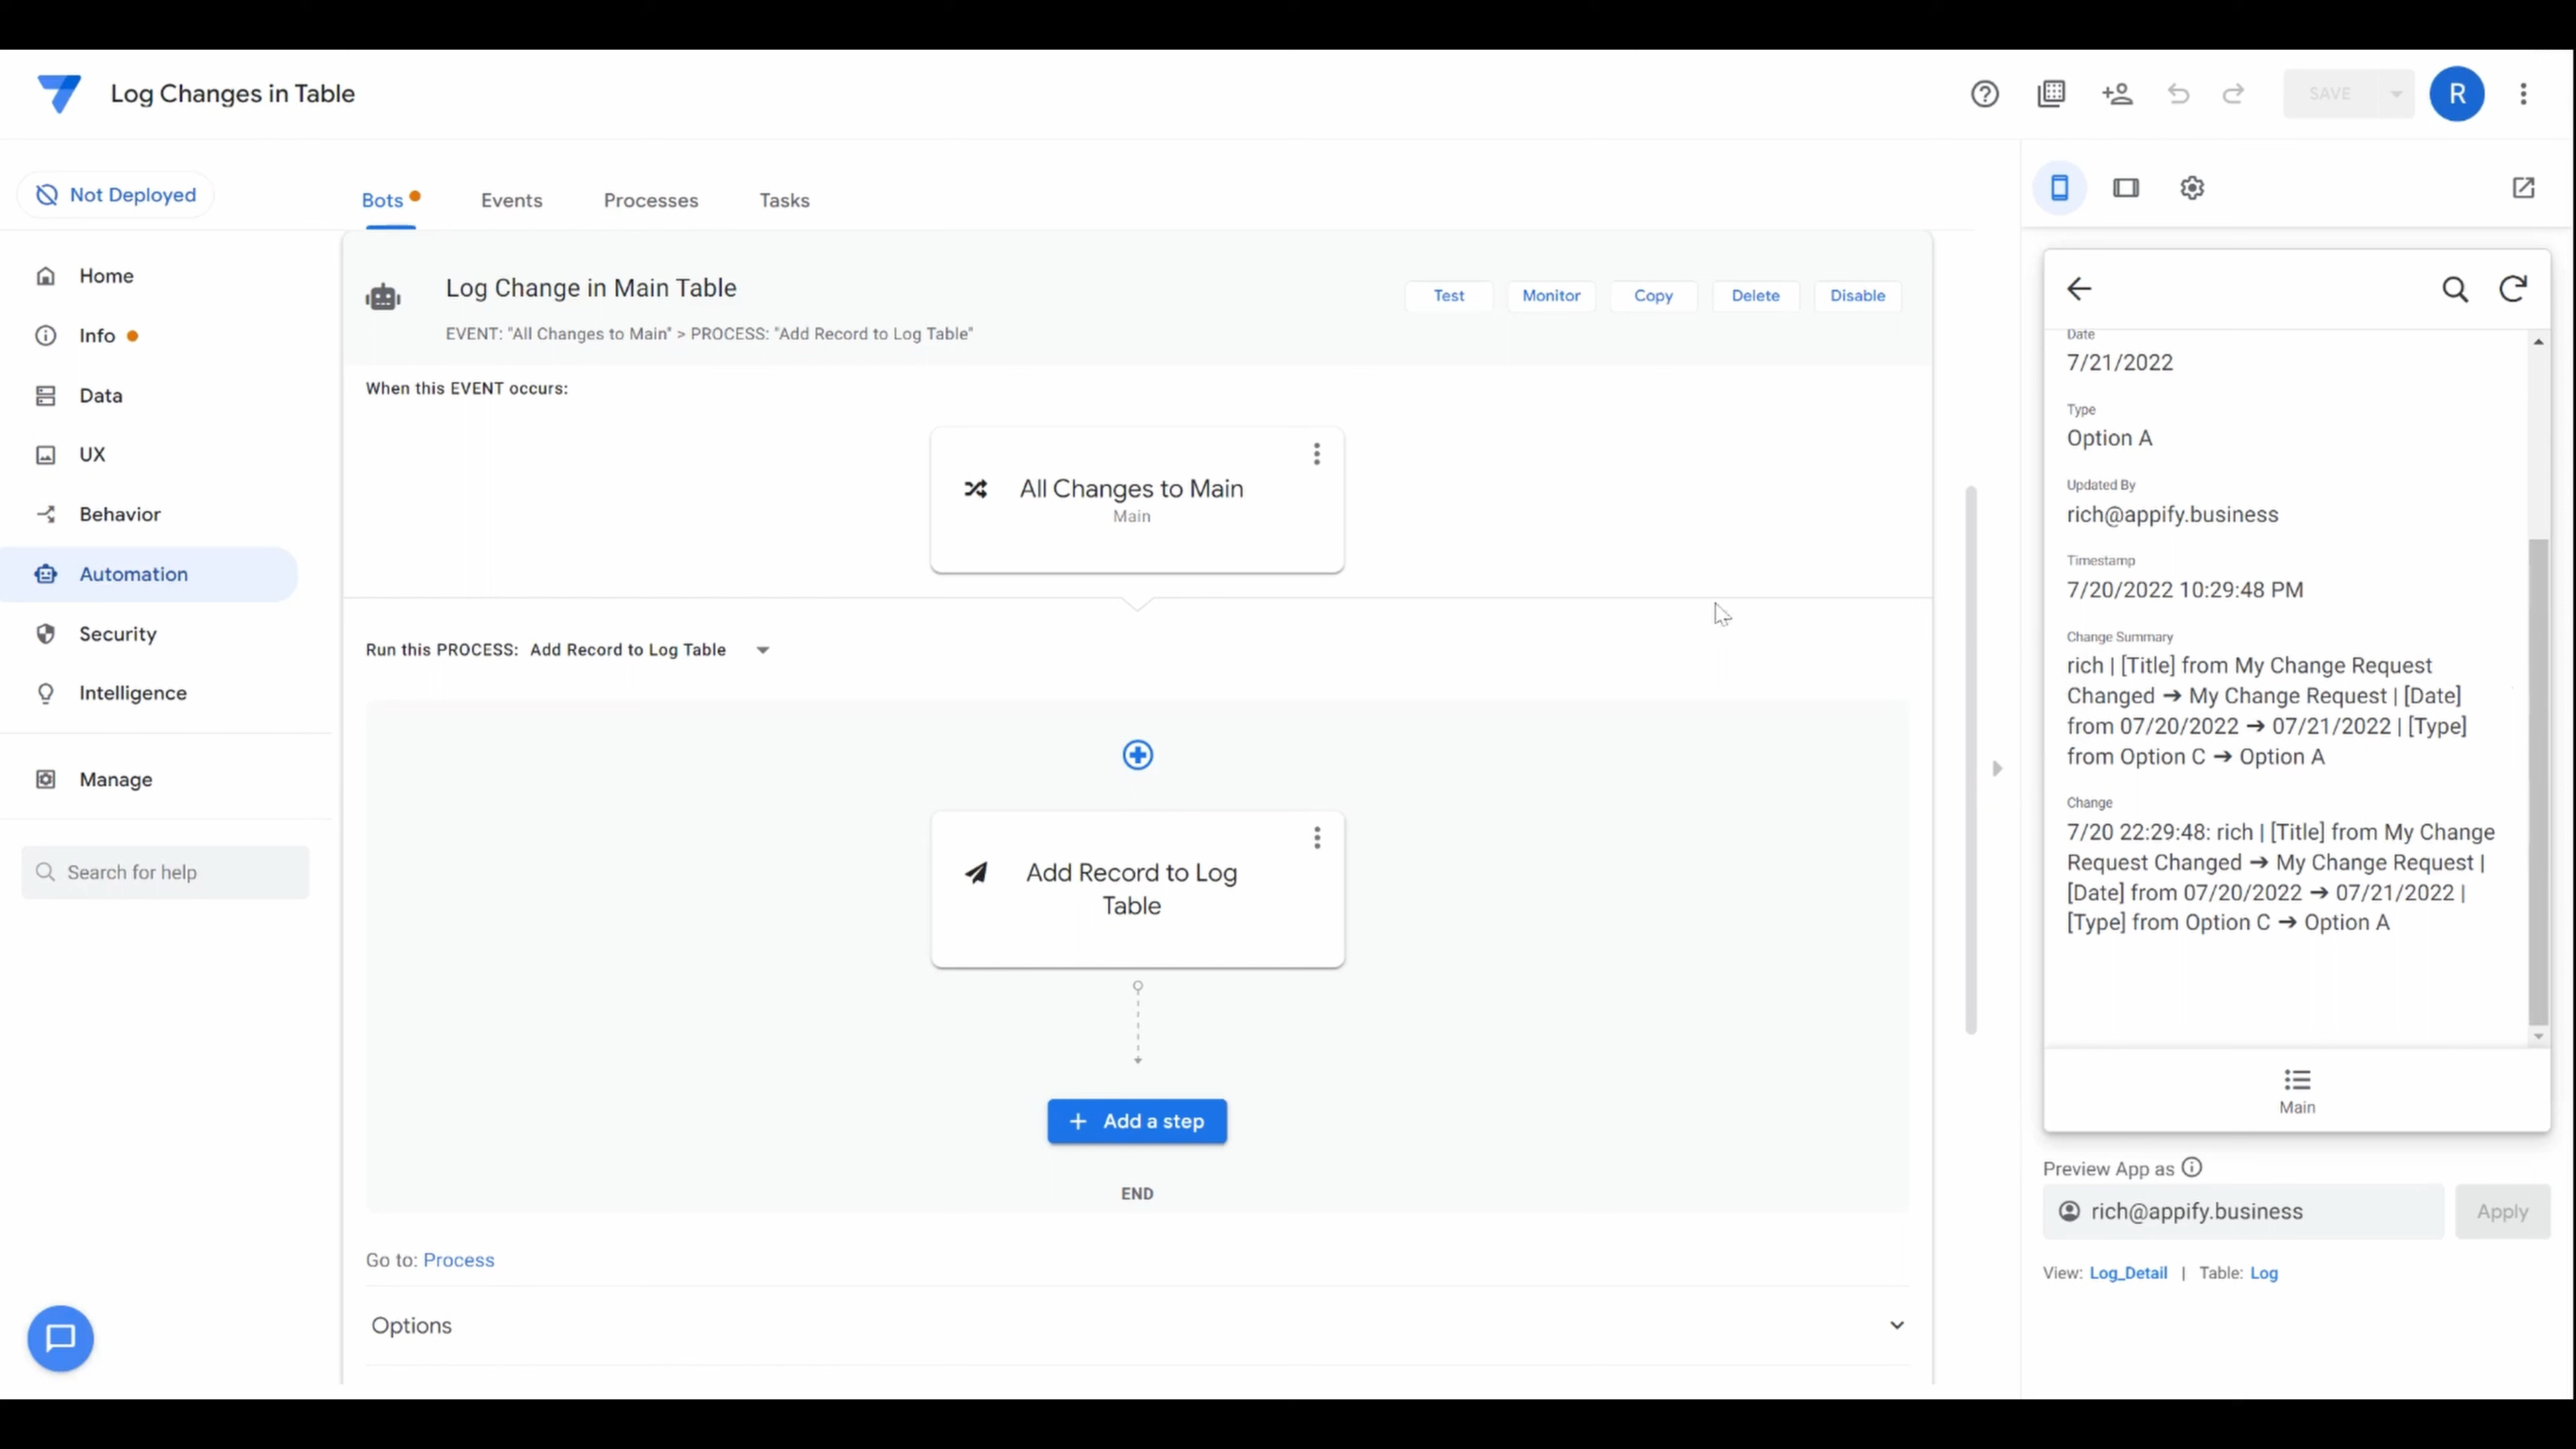 Log Changes in Table
SAVE
R
Not Deployed
Bots
Events
Processes
Tasks
Home
Info
Data
UX
Behavior
Automation
Security
Intelligence
Manage
Search for help
Log Change in Main Table
EVENT: "All Changes to Main" > PROCESS: "Add Record to Log Table"
Test
Monitor
Copy
Delete
Disable
When this EVENT occurs:
All Changes to Main
Main
Run this PROCESS: Add Record to Log Table
Add Record to Log
Table
+ Add a step
END
Go to: Process
Options
Date
7/21/2022
Type
Option A
Updated By
rich@appify.business
Timestamp
7/20/2022 10:29:48 PM
Change Summary
rich | [Title] from My Change Request
Changed ➔ My Change Request | [Date]
from 07/20/2022 ➔ 07/21/2022 | [Type]
from Option C ➔ Option A
Change
7/20 22:29:48: rich | [Title] from My Change
Request Changed ➔ My Change Request |
[Date] from 07/20/2022 ➔ 07/21/2022 |
[Type] from Option C ➔ Option A
Main
Preview App as
rich@appify.business
Apply
View: Log_Detail | Table: Log